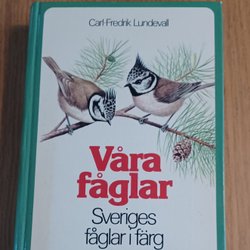 Carl-Fredrik Lundevall
Våra
fåglar
Sveriges
fåglar i färg